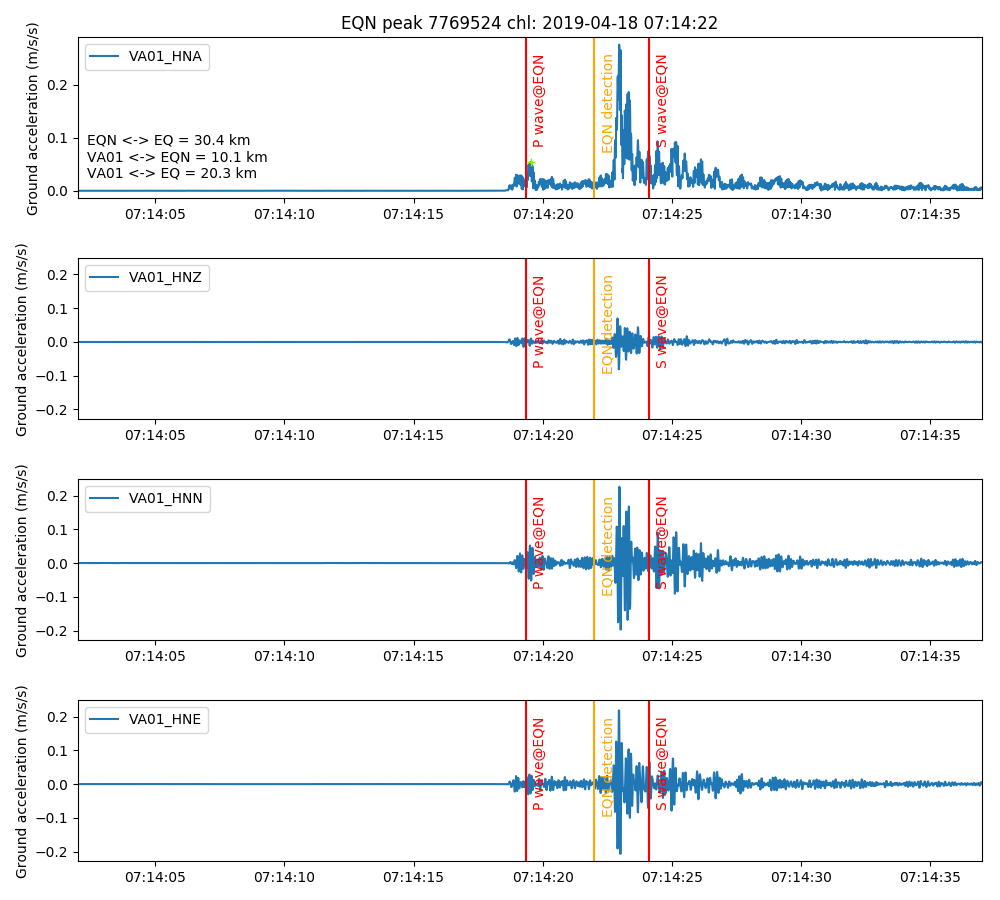 EQN peak 7769524 chl: 2019-04-18 07:14:22
Ground acceleration (m/s/s)
0.2
0.1
0.0
VA01_HNA
EQN <-> EQ = 30.4 km
VA01 <-> EQN = 10.1 km
VA01 <-> EQ = 20.3 km
P wave@EQN
EQN detection
S wave@EQN
07:14:05 07:14:10 07:14:15 07:14:20 07:14:25 07:14:30 07:14:35
Ground acceleration (m/s/s)
0.2
0.1
0.0
−0.1
−0.2
VA01_HNZ
P wave@EQN
EQN detection
S wave@EQN
07:14:05 07:14:10 07:14:15 07:14:20 07:14:25 07:14:30 07:14:35
Ground acceleration (m/s/s)
0.2
0.1
0.0
−0.1
−0.2
VA01_HNN
P wave@EQN
EQN detection
S wave@EQN
07:14:05 07:14:10 07:14:15 07:14:20 07:14:25 07:14:30 07:14:35
Ground acceleration (m/s/s)
0.2
0.1
0.0
−0.1
−0.2
VA01_HNE
P wave@EQN
EQN detection
S wave@EQN
07:14:05 07:14:10 07:14:15 07:14:20 07:14:25 07:14:30 07:14:35